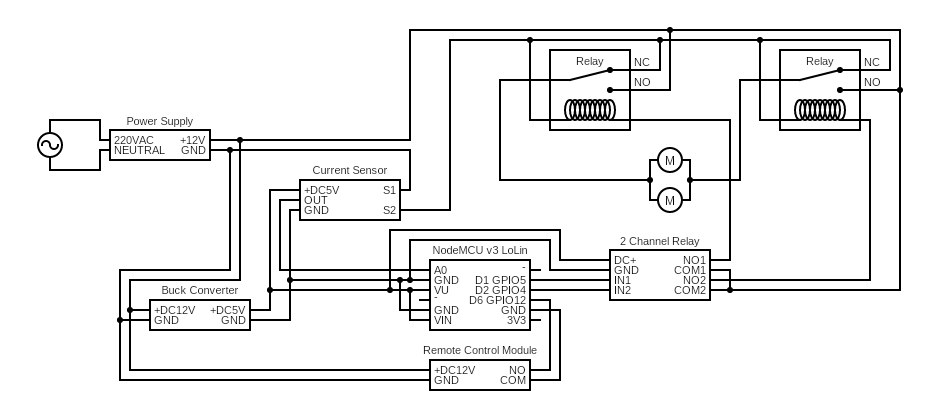 Relay
NC
NO
Relay
NC
NO
Power Supply
220VAC +12V
NEUTRAL GND
Current Sensor
+DC5V S1
OUT
GND S2
M
M
NodeMCU v3 LoLin
A0 -
GND D1 GPIO5
VU D2 GPIO4
- D6 GPIO12
GND GND
VIN 3V3
2 Channel Relay
DC+ NO1
GND COM1
IN1 NO2
IN2 COM2
Buck Converter
+DC12V +DC5V
GND GND
Remote Control Module
+DC12V NO
GND COM